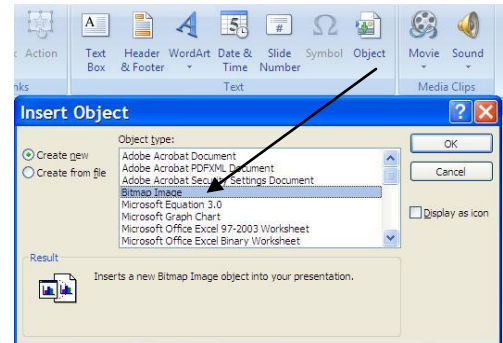 Action Text Header WordArt Date & Slide Symbol Object Movie Sound
Box & Footer Time Number
Text Media Clips
Insert Object
Object type:
Create new
Create from file
Adobe Acrobat Document
Adobe Acrobat PDFXML Document
Adobe Acrobat Security Settings Document
Bitmap Image
Microsoft Equation 3.0
Microsoft Graph Chart
Microsoft Office Excel 97-2003 Worksheet
Microsoft Office Excel Binary Worksheet
OK
Cancel
Display as icon
Result
Inserts a new Bitmap Image object into your presentation.